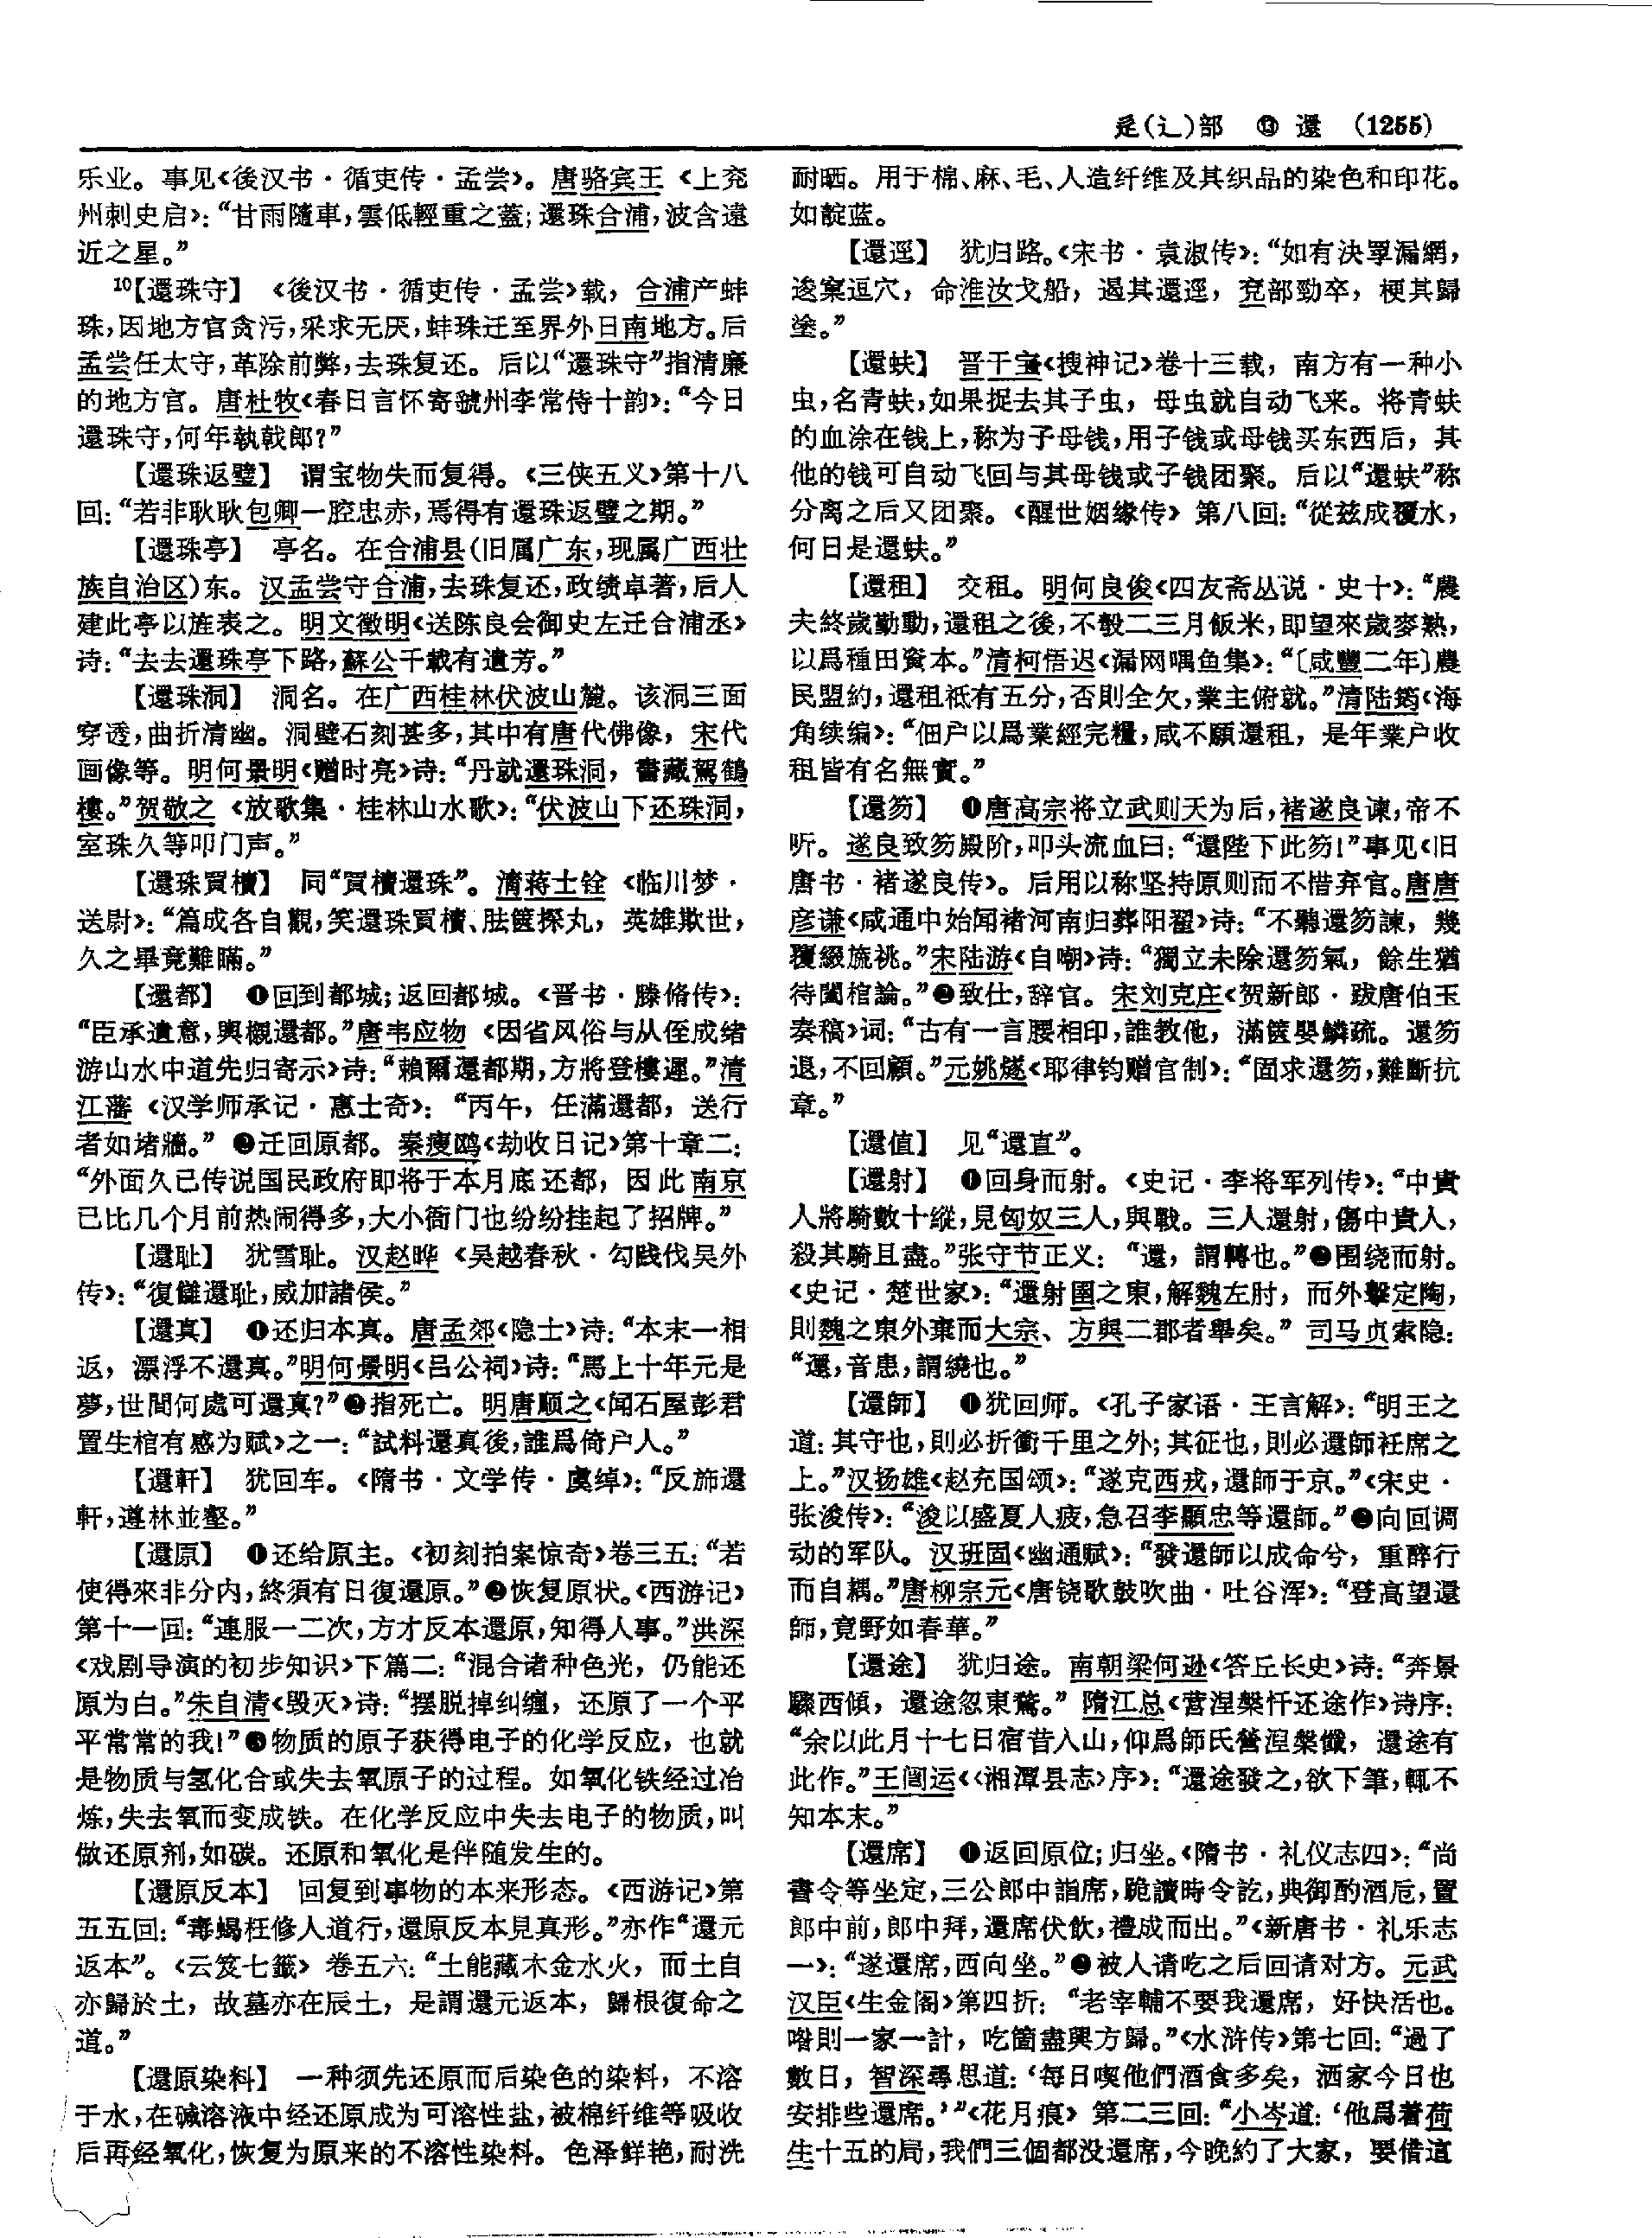 辵(辶)部　⑬　還　(1255)
乐业。事见《後汉书·循吏传·孟尝》。唐骆宾王《上兖
州刺史启》：“甘雨隨車，雲低輕重之蓋；還珠合浦，波含遠
近之星。”
10【還珠守】　《後汉书·循吏传·孟尝》载，合浦产蚌
珠，因地方官贪污，采求无厌，蚌珠迁至界外日南地方。后
孟尝任太守，革除前弊，去珠复还。后以“還珠守”指清廉
的地方官。唐杜牧《春日言怀寄虢州李常侍十韵》：“今日
還珠守，何年執戟郎？”
【還珠返璧】　谓宝物失而复得。《三侠五义》第十八
回：“若非耿耿包卿一腔忠赤，焉得有還珠返璧之期。”
【還珠亭】　亭名。在合浦县(旧属广东，现属广西壮
族自治区)东。汉孟尝守合浦，去珠复还，政绩卓著，后人
建此亭以旌表之。明文徵明《送陈良会御史左迁合浦丞》
诗：“去去還珠亭下路，蘇公千載有遺芳。”
【還珠洞】　洞名。在广西桂林伏波山麓。该洞三面
穿透，曲折清幽。洞壁石刻甚多，其中有唐代佛像，宋代
画像等。明何景明《赠时亮》诗：“丹就還珠洞，書藏駕鶴
樓。”贺敬之《放歌集·桂林山水歌》：“伏波山下还珠洞，
室珠久等叩门声。”
【還珠買櫝】　同“買櫝還珠”。清蒋士铨《临川梦·
送尉》：“篇成各自觀，笑還珠買櫝、胠篋探丸，英雄欺世，
久之畢竟難瞞。”
【還都】　❶回到都城；返回都城。《晋书·滕脩传》：
“臣承遺意，輿櫬還都。”唐韦应物《因省风俗与从侄成绪
游山水中道先归寄示》诗：“賴爾還都期，方將登樓遲。”清
江藩《汉学师承记·惠士奇》：“丙午，任滿還都，送行
者如堵牆。”❷迁回原都。秦瘦鸥《劫收日记》第十章二：
“外面久已传说国民政府即将于本月底还都，因此南京
已比几个月前热闹得多，大小衙门也纷纷挂起了招牌。”
【還耻】　犹雪耻。汉赵晔《吴越春秋·勾践伐吴外
传》：“復讎還耻，威加諸侯。”
【還真】　❶还归本真。唐孟郊《隐士》诗：“本末一相
返，漂浮不還真。”明何景明《吕公祠》诗：“馬上十年元是
夢，世間何處可還真？”❷指死亡。明唐顺之《闻石屋彭君
置生棺有感为赋》之一：“試料還真後，誰爲倚户人。”
【還軒】　犹回车。《隋书·文学传·虞绰》：“反旆還
軒，遵林並壑。”
【還原】　❶还给原主。《初刻拍案惊奇》卷三五：“若
使得來非分内，終須有日復還原。”❷恢复原状。《西游记》
第十一回：“連服一二次，方才反本還原，知得人事。”洪深
《戏剧导演的初步知识》下篇二：“混合诸种色光，仍能还
原为白。”朱自清《毁灭》诗：“摆脱掉纠缠，还原了一个平
平常常的我！”❸物质的原子获得电子的化学反应，也就
是物质与氢化合或失去氧原子的过程。如氧化铁经过冶
炼，失去氧而变成铁。在化学反应中失去电子的物质，叫
做还原剂，如碳。还原和氧化是伴随发生的。
【還原反本】　回复到事物的本来形态。《西游记》第
五五回：“毒蝎枉修人道行，還原反本見真形。”亦作“還元
返本”。《云笈七籤》卷五六：“土能藏木金水火，而土自
亦歸於土，故墓亦在辰土，是謂還元返本，歸根復命之
道。”
【還原染料】　一种须先还原而后染色的染料，不溶
于水，在碱溶液中经还原成为可溶性盐，被棉纤维等吸收
后再经氧化，恢复为原来的不溶性染料。色泽鲜艳，耐洗
耐晒。用于棉、麻、毛、人造纤维及其织品的染色和印花。
如靛蓝。
【還逕】　犹归路。《宋书·袁淑传》：“如有決罦漏網，
逡窠逗穴，命淮汝戈船，遏其還逕，兗部勁卒，梗其歸
塗。”
【還蚨】　晋干宝《搜神记》卷十三载，南方有一种小
虫，名青蚨，如果捉去其子虫，母虫就自动飞来。将青蚨
的血涂在钱上，称为子母钱，用子钱或母钱买东西后，其
他的钱可自动飞回与其母钱或子钱团聚。后以“還蚨”称
分离之后又团聚。《醒世姻缘传》第八回：“從兹成覆水，
何日是還蚨。”
【還租】　交租。明何良俊《四友斋丛说·史十》：“農
夫終歲勤動，還租之後，不彀二三月飯米，即望來歲麥熟，
以爲種田資本。”清柯悟迟《漏网喁鱼集》：“〔咸豐二年〕農
民盟約，還租祗有五分，否則全欠，業主俯就。”清陆筠《海
角续编》：“佃户以爲業經完糧，咸不願還租，是年業户收
租皆有名無實。”
【還笏】　❶唐高宗将立武则天为后，褚遂良谏，帝不
听。遂良致笏殿阶，叩头流血曰：“還陛下此笏！”事见《旧
唐书·褚遂良传》。后用以称坚持原则而不惜弃官。唐唐
彦谦《咸通中始闻褚河南归葬阳翟》诗：“不聽還笏諫，幾
覆綴旒祧。”宋陆游《自嘲》诗：“獨立未除還笏氣，餘生猶
待闔棺論。”❷致仕，辞官。宋刘克庄《贺新郎·跋唐伯玉
奏稿》词：“古有一言腰相印，誰教他，滿篋嬰鱗疏。還笏
退，不回顧。”元姚燧《耶律钧赠官制》：“固求還笏，難斷抗
章。”
【還值】　见“還直”。
【還射】　❶回身而射。《史记·李将军列传》：“中貴
人將騎數十縱，見匈奴三人，與戰。三人還射，傷中貴人，
殺其騎且盡。”张守节正义：“還，謂轉也。”❷围绕而射。
《史记·楚世家》：“還射圉之東，解魏左肘，而外擊定陶，
則魏之東外棄而大宗、方與二郡者舉矣。”司马贞索隐：
“還，音患，謂繞也。”
【還師】　❶犹回师。《孔子家语·王言解》：“明王之
道：其守也，則必折衝千里之外；其征也，則必還師衽席之
上。”汉扬雄《赵充国颂》：“遂克西戎，還師于京。”《宋史·
张浚传》：“浚以盛夏人疲，急召李顯忠等還師。”❷向回调
动的军队。汉班固《幽通赋》：“發還師以成命兮，重醉行
而自耦。”唐柳宗元《唐铙歌鼓吹曲·吐谷浑》：“登高望還
師，竟野如春華。”
【還途】　犹归途。南朝梁何逊《答丘长史》诗：“奔景
驟西傾，還途忽東騖。”隋江总《营涅槃忏还途作》诗序：
“余以此月十七日宿昔入山，仰爲師氏營涅槃懺，還途有
此作。”王闿运《〈湘潭县志〉序》：“還途發之，欲下筆，輒不
知本末。”
【還席】　❶返回原位；归坐。《隋书·礼仪志四》：“尚
書令等坐定，三公郎中詣席，跪讀時令訖，典御酌酒卮，置
郎中前，郎中拜，還席伏飲，禮成而出。”《新唐书·礼乐志
一》：“遂還席，西向坐。”❷被人请吃之后回请对方。元武
汉臣《生金阁》第四折：“老宰輔不要我還席，好快活也。
喒則一家一計，吃箇盡興方歸。”《水浒传》第七回：“過了
數日，智深尋思道：‘每日喫他們酒食多矣，洒家今日也
安排些還席。’”《花月痕》第二三回：“小岑道：‘他爲着荷
生十五的局，我們三個都没還席，今晚約了大家，要借這